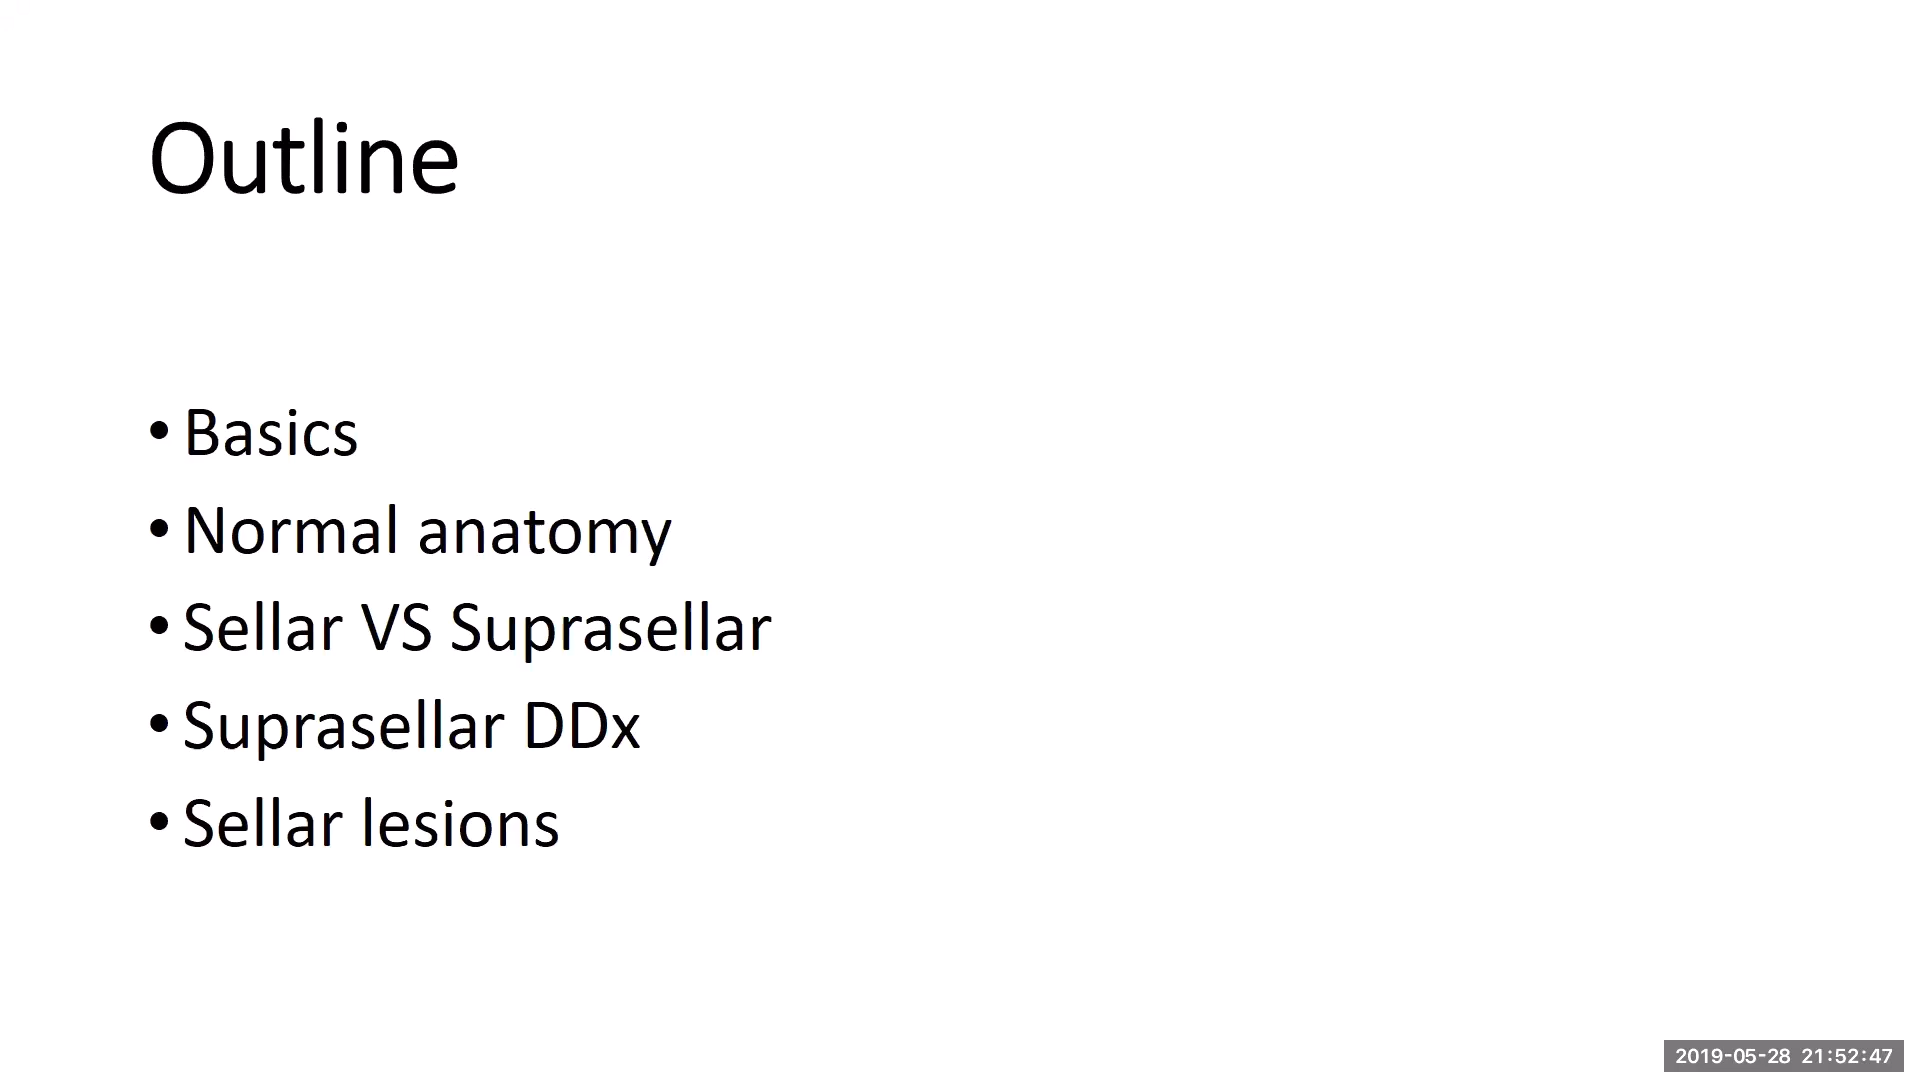 Outline
• Basics
• Normal anatomy
• Sellar VS Suprasellar
• Suprasellar DDx
• Sellar lesions
2019-05-28 21:52:47